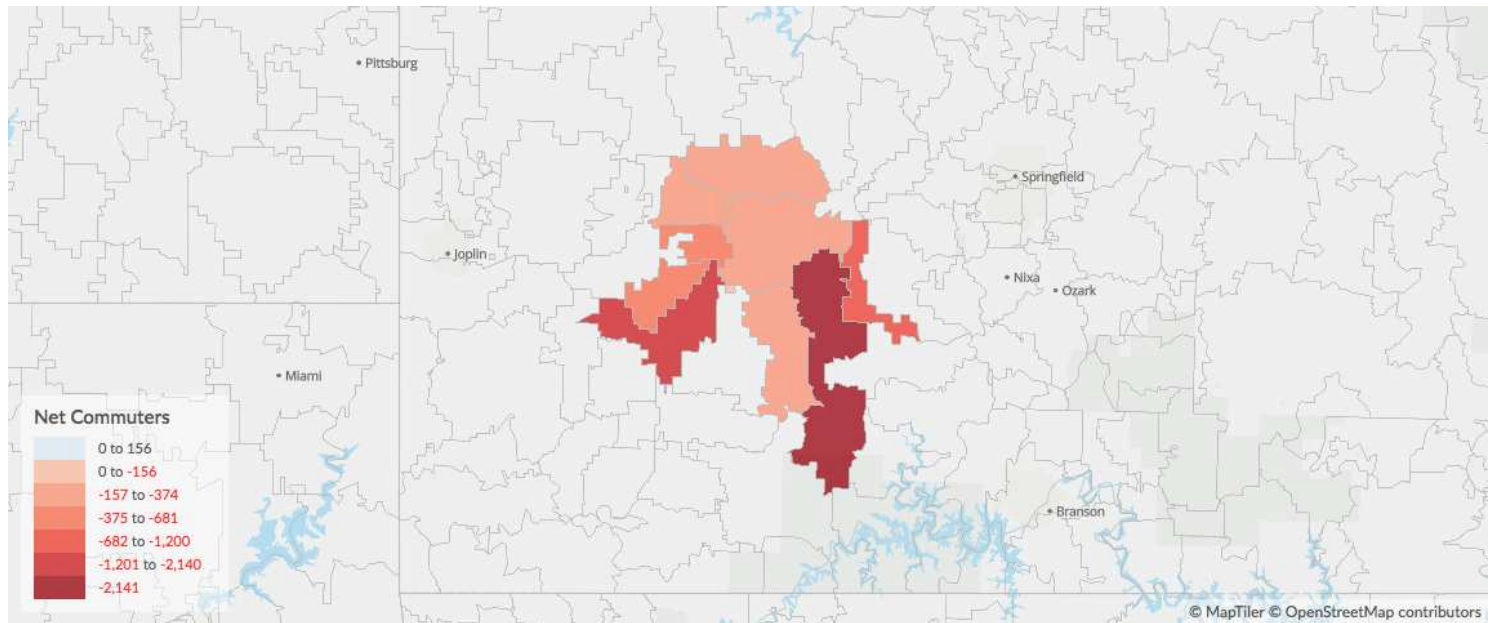 Pittsburg
Springfield
Joplin
Nixa
Ozark
Miami
Branson
Net Commuters
0 to 156
0 to -156
-157 to -374
-375 to -681
-682 to -1,200
-1,201 to -2,140
-2,141
© MapTiler © OpenStreetMap contributors